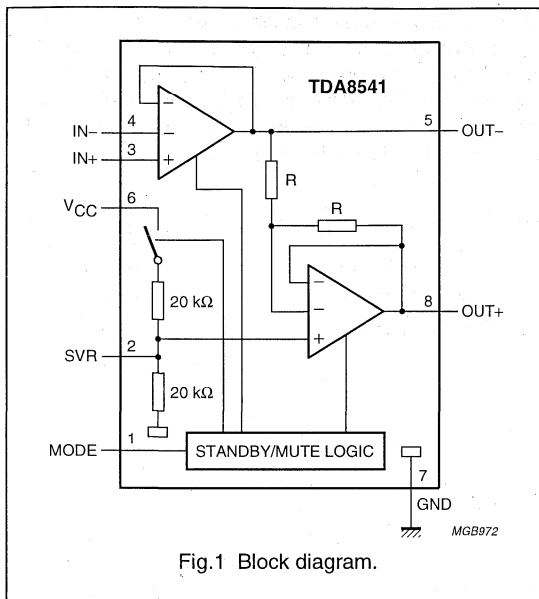 TDA8541
4
IN−
3
IN+
5
OUT−
6
VCC
R
R
20 kΩ
8
OUT+
2
SVR
20 kΩ
1
MODE
STANDBY/MUTE LOGIC
7
GND
MGB972
Fig.1 Block diagram.